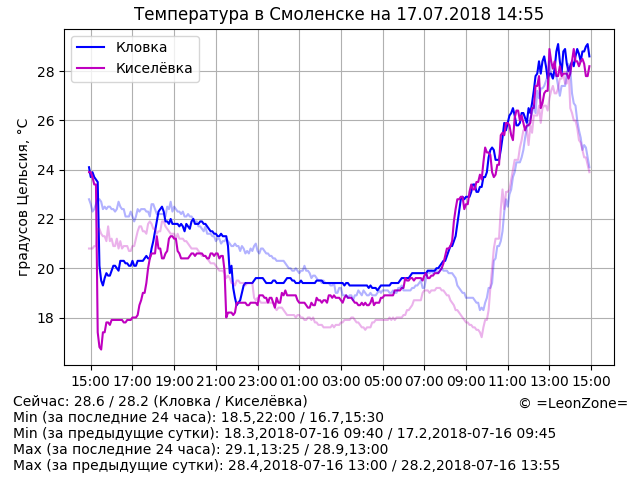 Температура в Смоленске на 17.07.2018 14:55
Кловка
Киселёвка
градусов Цельсия, °C
28
26
24
22
20
18
15:00 17:00 19:00 21:00 23:00 01:00 03:00 05:00 07:00 09:00 11:00 13:00 15:00
Сейчас: 28.6 / 28.2 (Кловка / Киселёвка)
© =LeonZone=
Min (за последние 24 часа): 18.5,22:00 / 16.7,15:30
Min (за предыдущие сутки): 18.3,2018-07-16 09:40 / 17.2,2018-07-16 09:45
Max (за последние 24 часа): 29.1,13:25 / 28.9,13:00
Max (за предыдущие сутки): 28.4,2018-07-16 13:00 / 28.2,2018-07-16 13:55